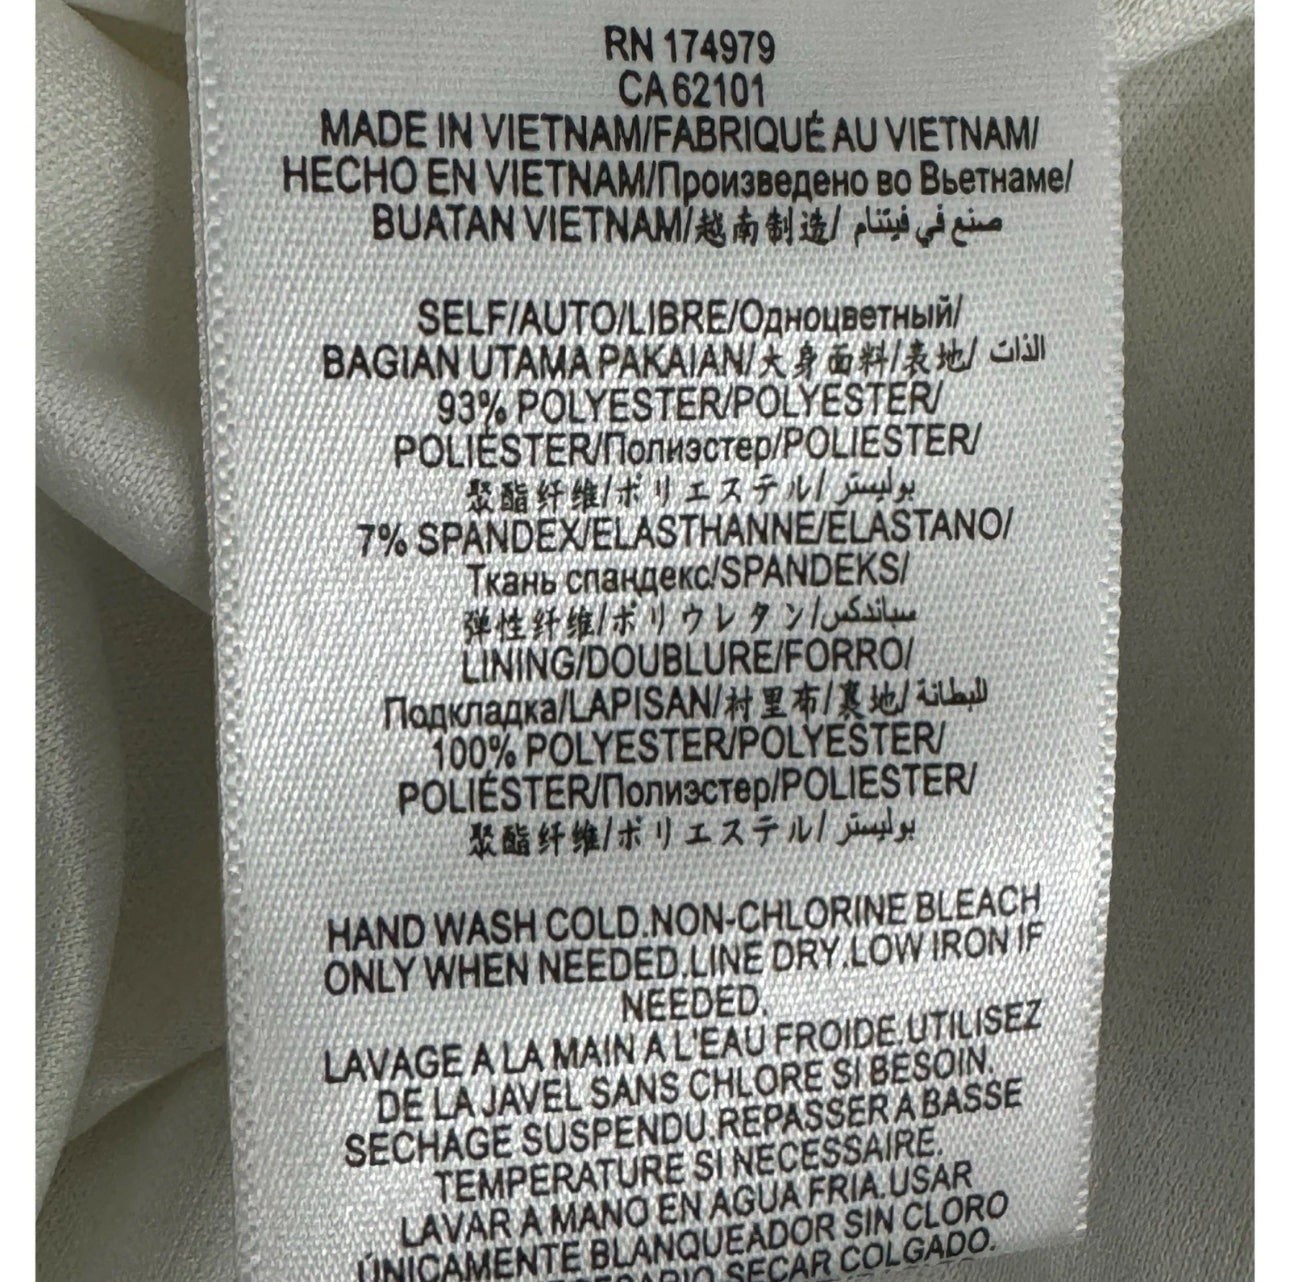 RN 174979
CA 62101
MADE IN VIETNAM/FABRIQUÉ AU VIETNAM/
HECHO EN VIETNAM/Произведено во Вьетнаме/
BUATAN VIETNAM/越南制造/ صنع في فيتنام
SELF/AUTO/LIBRE/Одноцветный/
BAGIAN UTAMA PAKAIAN/大身面料/表地/ الذات
93% POLYESTER/POLYESTER/
POLIÉSTER/Полиэстер/POLIESTER/
聚酯纤维/ポリエステル/ بوليستر
7% SPANDEX/ELASTHANNE/ELASTANO/
Ткань спандекс/SPANDEKS/
弹性纤维/ポリウレタン/سباندكس
LINING/DOUBLURE/FORRO/
Подкладка/LAPISAN/村里布/裏地/ للبطانة
100% POLYESTER/POLYESTER/
POLIÉSTER/Полиэстер/POLIESTER/
聚酯纤维/ポリエステル/ بوليستر
HAND WASH COLD.NON-CHLORINE BLEACH
ONLY WHEN NEEDED.LINE DRY.LOW IRON IF
NEEDED.
LAVAGE A LA MAIN A L'EAU FROIDE.UTILISEZ
DE LA JAVEL SANS CHLORE SI BESOIN.
SECHAGE SUSPENDU.REPASSER A BASSE
TEMPERATURE SI NECESSAIRE.
LAVAR A MANO EN AGUA FRIA.USAR
ÚNICAMENTE BLANQUEADOR SIN CLORO
SECAR COLGADO.